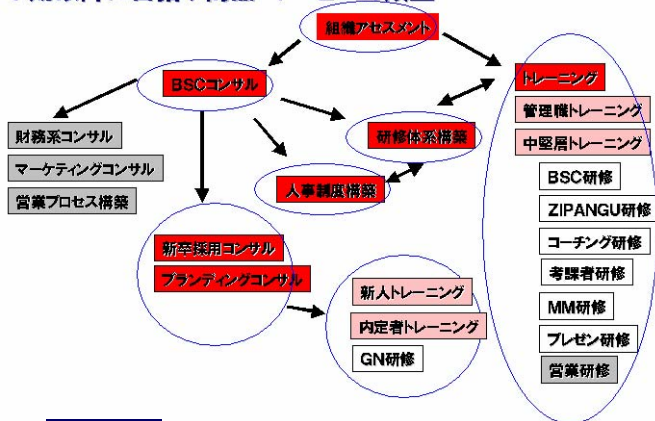 組織アセスメント
BSCコンサル
トレーニング
管理職トレーニング
中堅層トレーニング
財務系コンサル
マーケティングコンサル
営業プロセス構築
研修体系構築
人事制度構築
BSC研修
ZIPANGU研修
コーチング研修
考課者研修
MM研修
プレゼン研修
営業研修
新卒採用コンサル
ブランディングコンサル
新人トレーニング
内定者トレーニング
GN研修